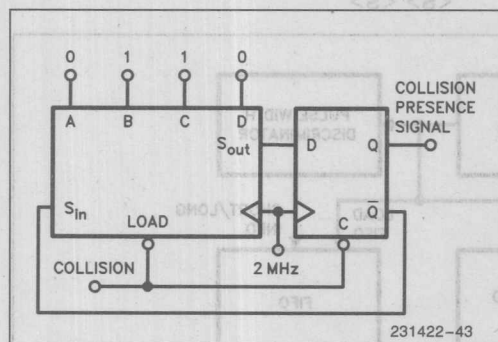 0 1 1 0
A B C D
COLLISION
PRESENCE
SIGNAL
Sout D Q
Sin
LOAD
C
Q̅
COLLISION
2 MHz
231422-43